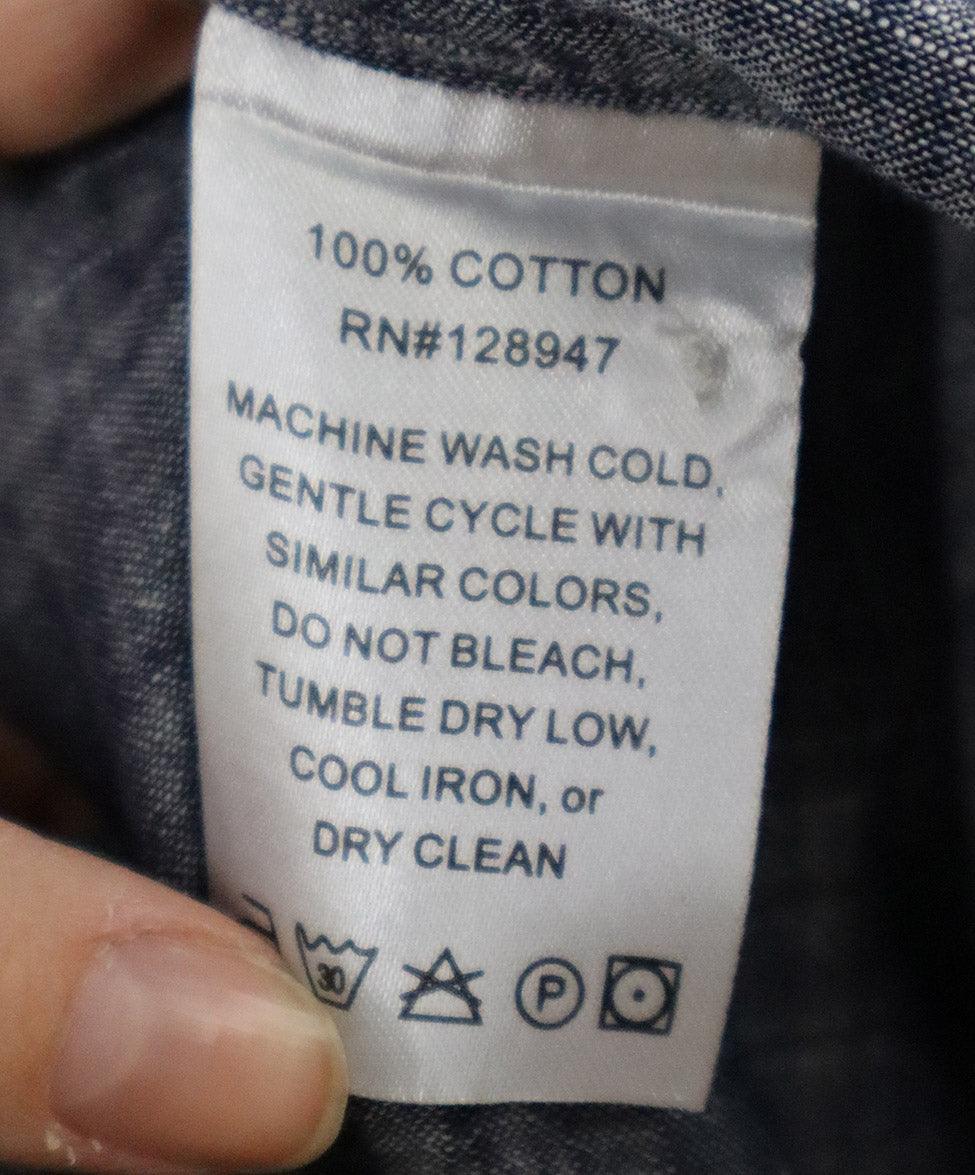 100% COTTON
RN#128947
MACHINE WASH COLD,
GENTLE CYCLE WITH
SIMILAR COLORS,
DO NOT BLEACH,
TUMBLE DRY LOW,
COOL IRON, or
DRY CLEAN
30 P